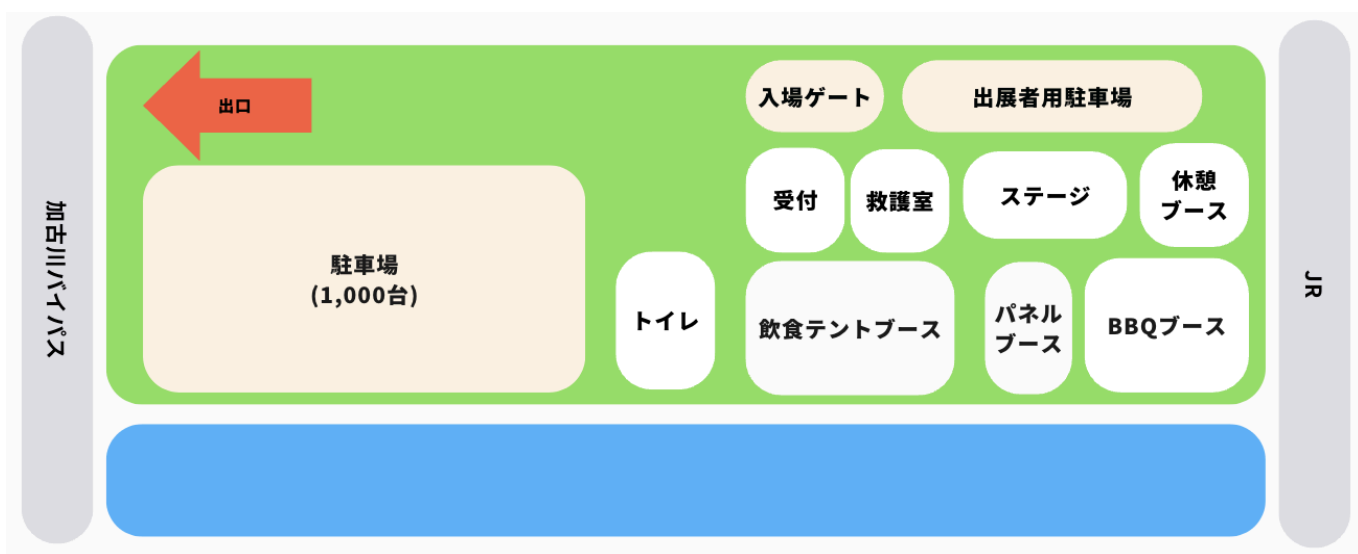 出口
入場ゲート
出展者用駐車場
受付
救護室
ステージ
休憩
ブース
駐車場
(1,000台)
トイレ
飲食テントブース
パネル
ブース
BBQブース
加古川バイパス
JR